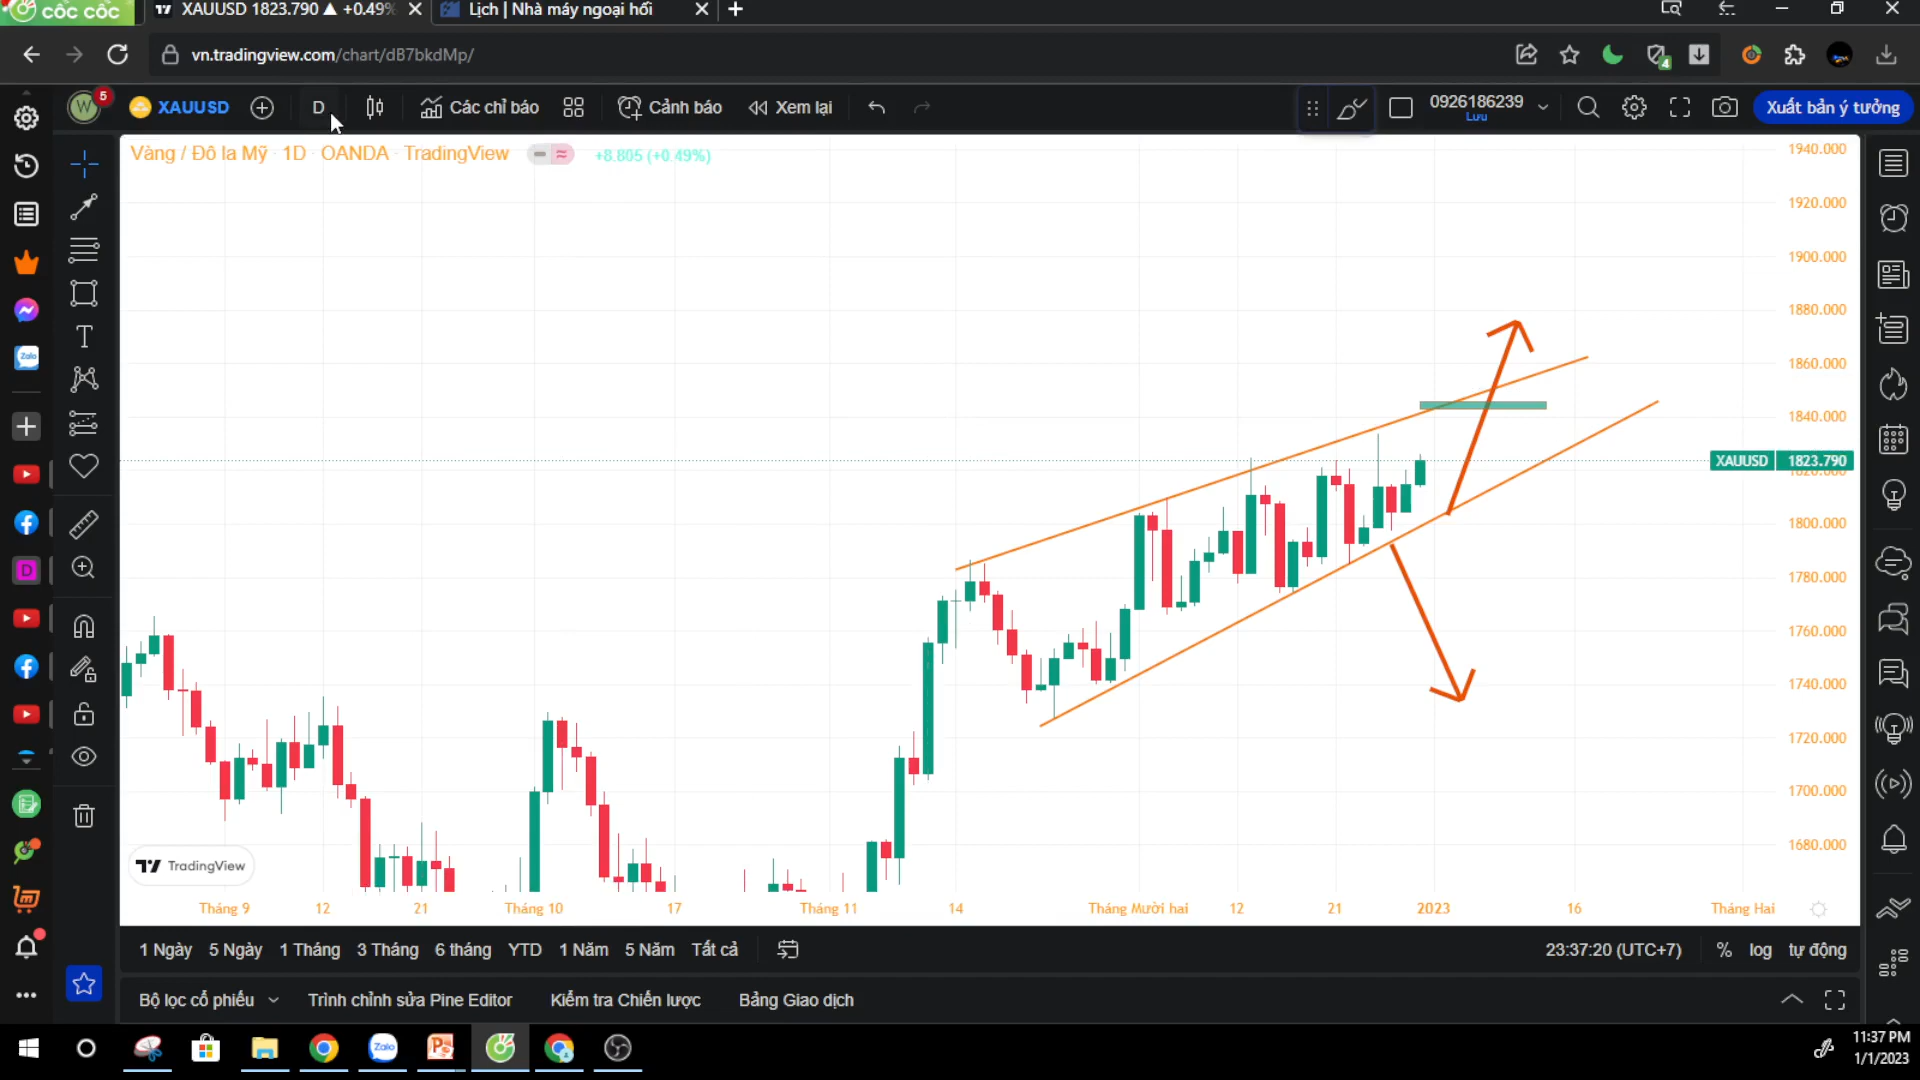 cốc cốc
XAUUSD 1823.790 ▲ +0.49%
Lịch | Nhà máy ngoại hối
vn.tradingview.com/chart/dB7bkdMp/
4
W
5
XAUUSD
D
Các chỉ báo
Cảnh báo
Xem lại
0926186239
Lưu
Xuất bản ý tưởng
Vàng / Đô la Mỹ · 1D · OANDA · TradingView
+8.805 (+0.49%)
1940.000
1920.000
1900.000
1880.000
1860.000
1840.000
XAUUSD 1823.790
1820.000
1800.000
1780.000
1760.000
1740.000
1720.000
1700.000
1680.000
Zalo
T
D
TradingView
Tháng 9
12
21
Tháng 10
17
Tháng 11
14
Tháng Mười hai
12
21
2023
16
Tháng Hai
1 Ngày
5 Ngày
1 Tháng
3 Tháng
6 tháng
YTD
1 Năm
5 Năm
Tất cả
23:37:20 (UTC+7)
%
log
tự động
Bộ lọc cổ phiếu
Trình chỉnh sửa Pine Editor
Kiểm tra Chiến lược
Bảng Giao dịch
Zalo
11:37 PM
1/1/2023